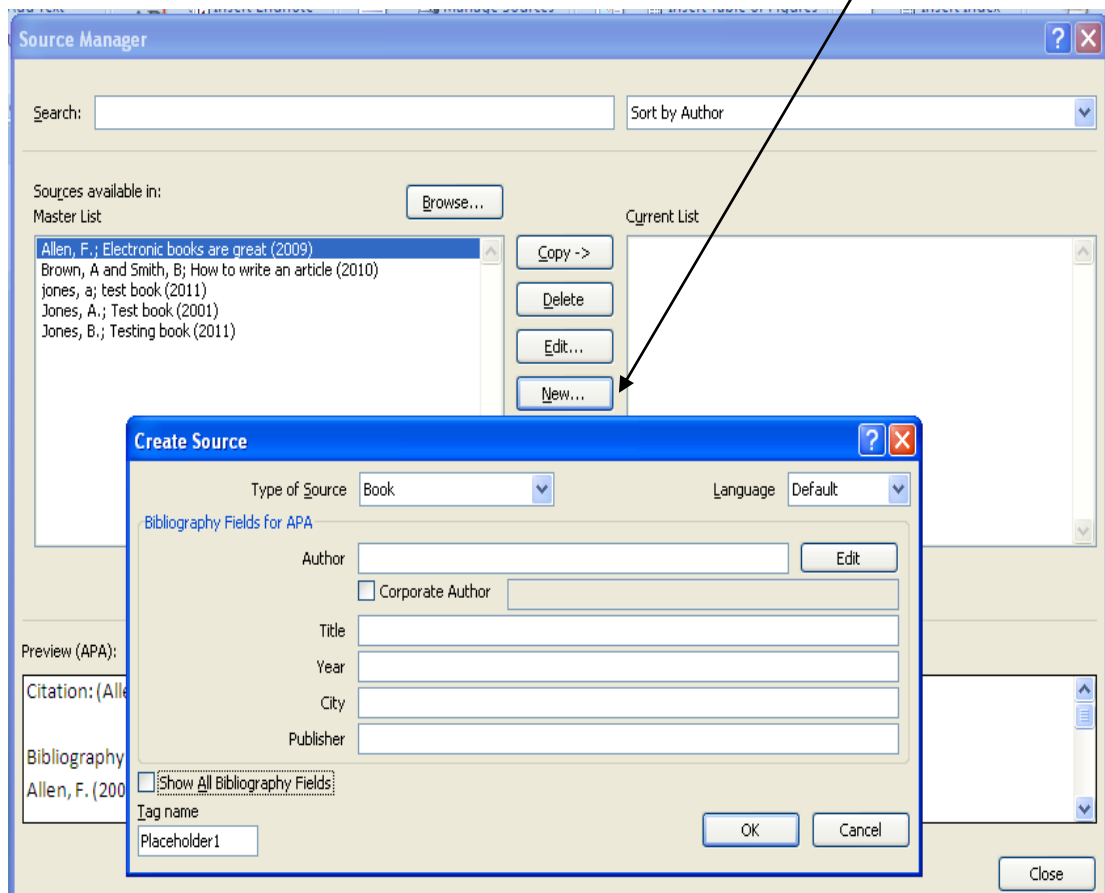 Source Manager
Search:
Sort by Author
Sources available in:
Browse...
Master List
Current List
Allen, F.; Electronic books are great (2009)
Brown, A and Smith, B; How to write an article (2010)
jones, a; test book (2011)
Jones, A.; Test book (2001)
Jones, B.; Testing book (2011)
Copy ->
Delete
Edit...
New...
Create Source
Type of Source Book
Language Default
Bibliography Fields for APA
Author
Edit
Corporate Author
Title
Year
City
Publisher
Show All Bibliography Fields
Tag name
Placeholder1
OK
Cancel
Preview (APA):
Citation: (Alle
Bibliography
Allen, F. (200
Close